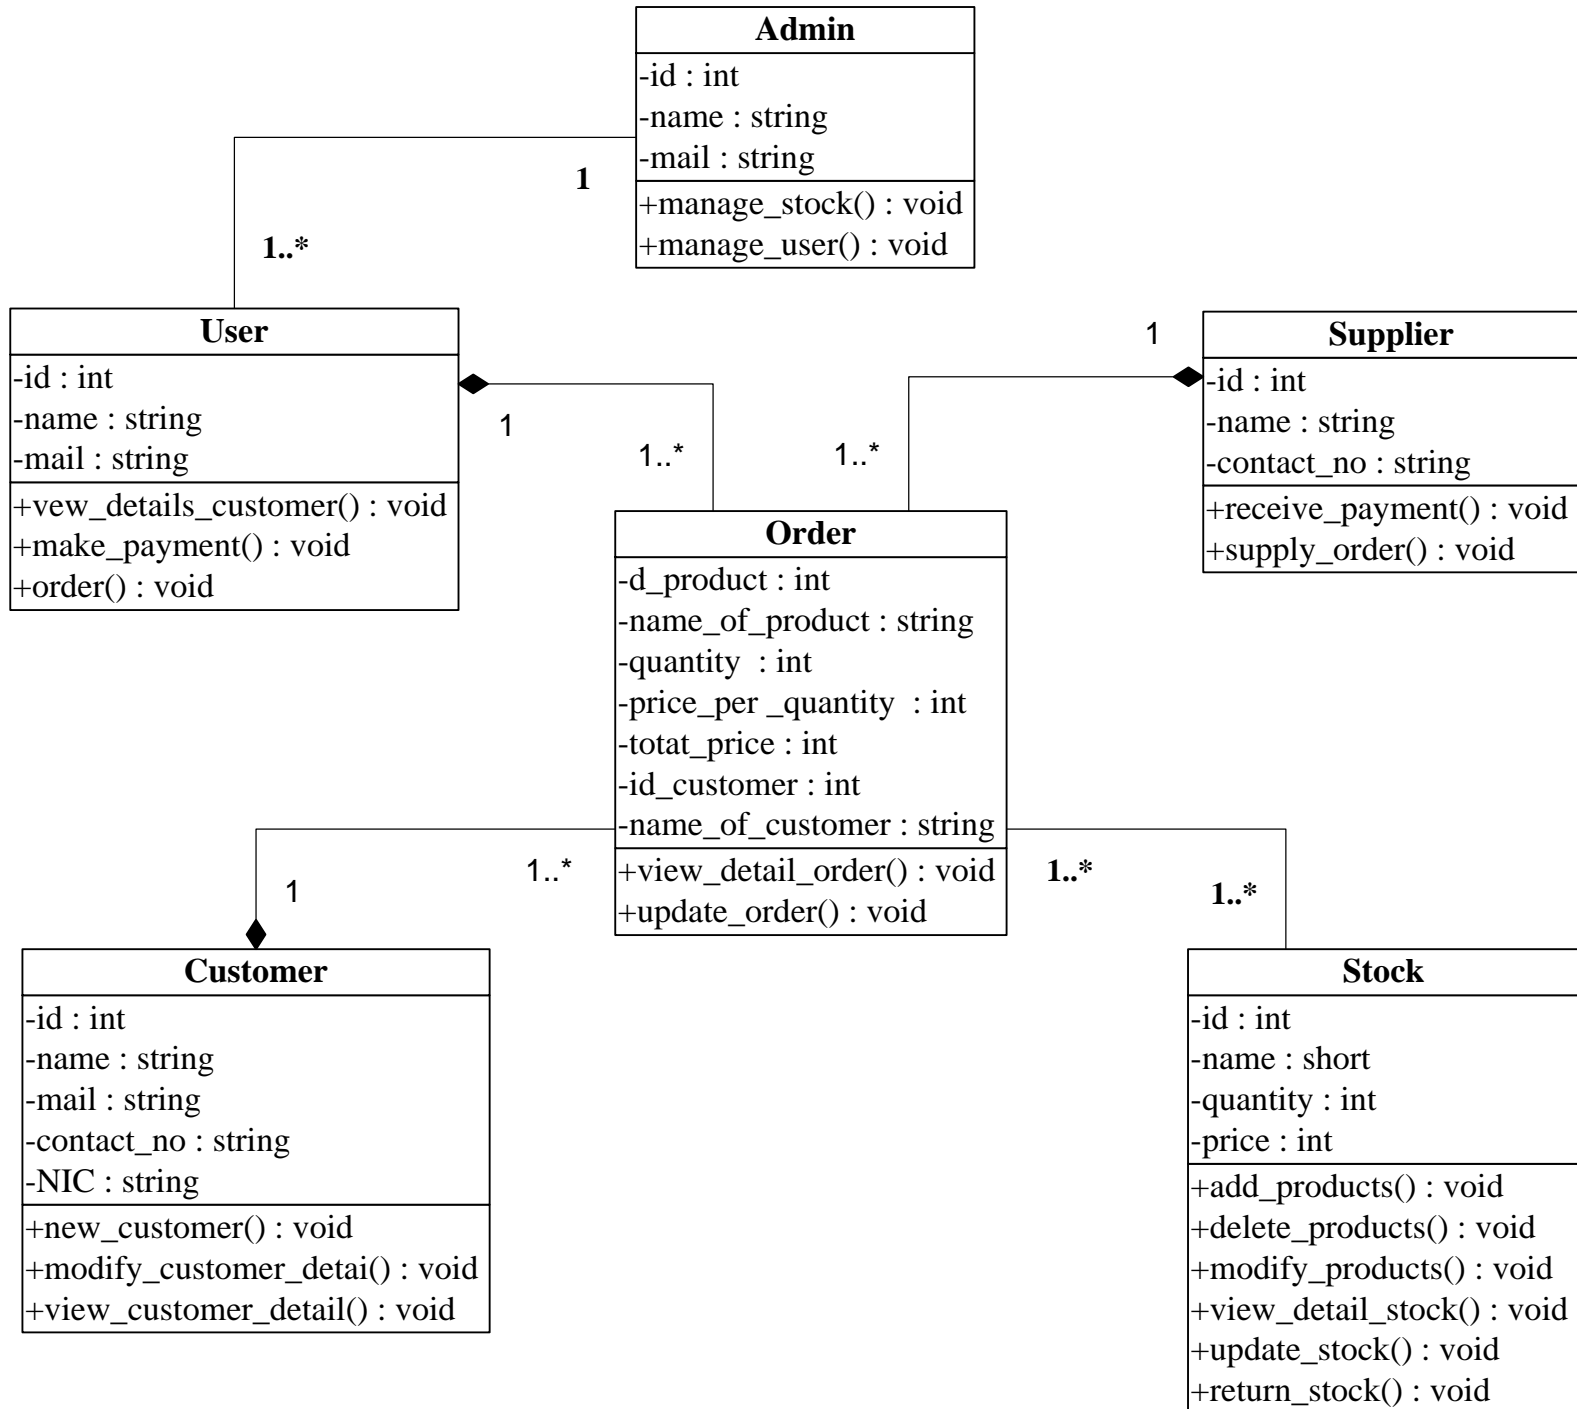 Admin
-id : int
-name : string
-mail : string
+manage_stock() : void
+manage_user() : void
1
1..*
User
-id : int
-name : string
-mail : string
+vew_details_customer() : void
+make_payment() : void
+order() : void
1
1..*
1
1..*
Supplier
-id : int
-name : string
-contact_no : string
+receive_payment() : void
+supply_order() : void
Order
-d_product : int
-name_of_product : string
-quantity : int
-price_per _quantity : int
-totat_price : int
-id_customer : int
-name_of_customer : string
+view_detail_order() : void
+update_order() : void
1..*
1
1..*
1..*
Customer
-id : int
-name : string
-mail : string
-contact_no : string
-NIC : string
+new_customer() : void
+modify_customer_detai() : void
+view_customer_detail() : void
Stock
-id : int
-name : short
-quantity : int
-price : int
+add_products() : void
+delete_products() : void
+modify_products() : void
+view_detail_stock() : void
+update_stock() : void
+return_stock() : void